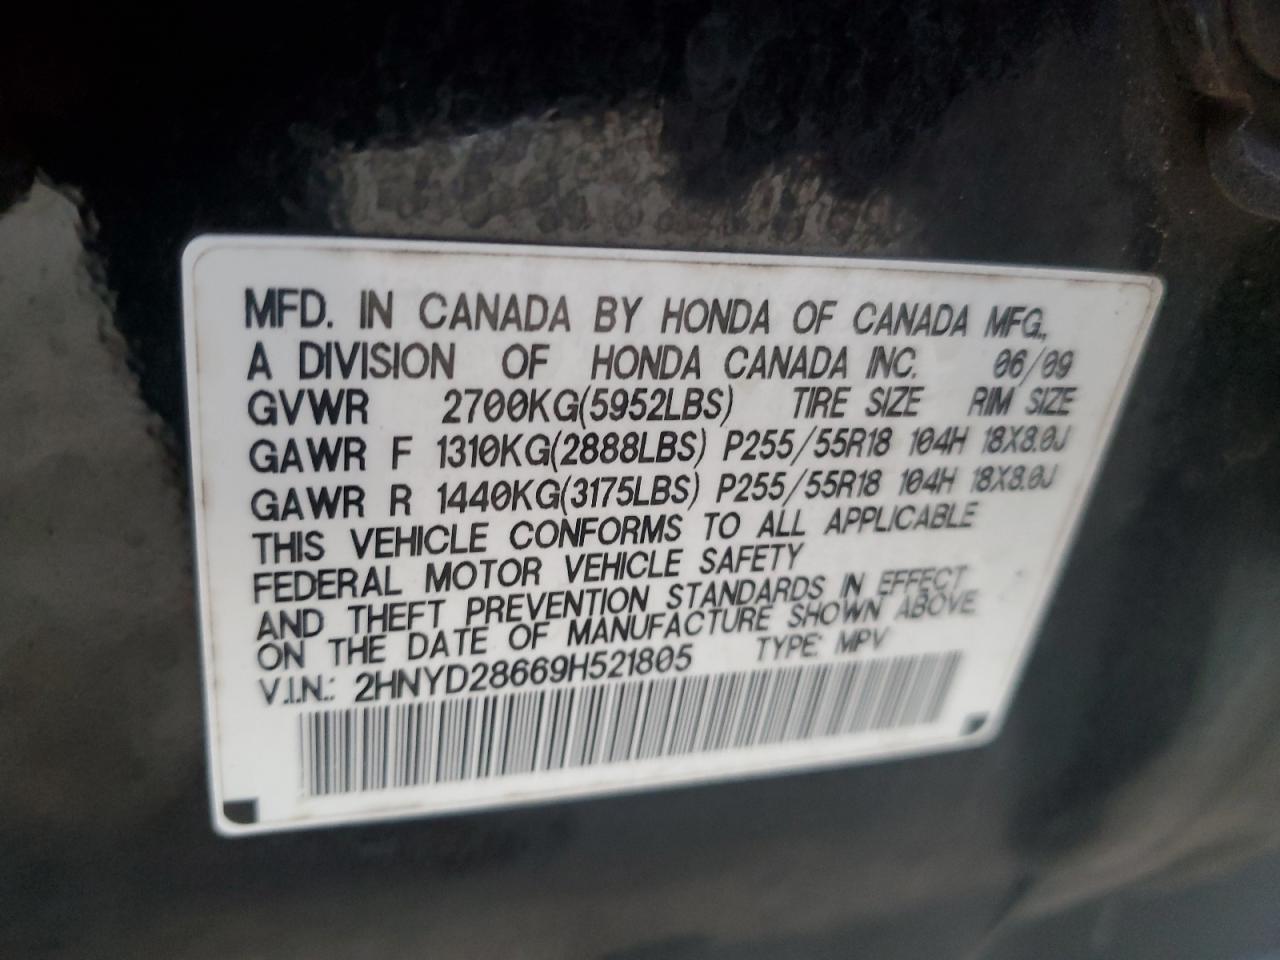 MFD. IN CANADA BY HONDA OF CANADA MFG.,
A DIVISION OF HONDA CANADA INC. 06/09
GVWR 2700KG(5952LBS) TIRE SIZE RIM SIZE
GAWR F 1310KG(2888LBS) P255/55R18 104H 18X8.0J
GAWR R 1440KG(3175LBS) P255/55R18 104H 18X8.0J
THIS VEHICLE CONFORMS TO ALL APPLICABLE
FEDERAL MOTOR VEHICLE SAFETY
AND THEFT PREVENTION STANDARDS IN EFFECT
ON THE DATE OF MANUFACTURE SHOWN ABOVE
V.I.N.: 2HNYD28669H521805 TYPE: MPV